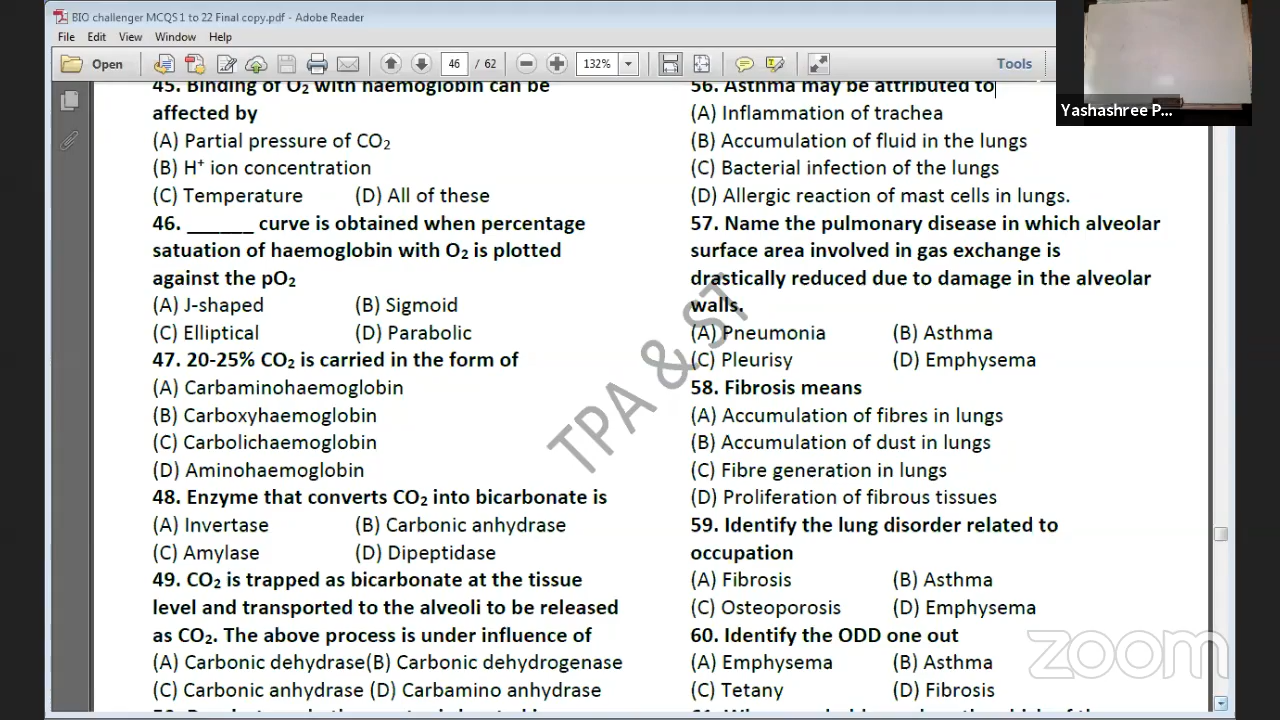 BIO challenger MCQS 1 to 22 Final copy.pdf - Adobe Reader
File Edit View Window Help
Open 46 / 62 132% Tools
Yashashree P...
45. Binding of O₂ with haemoglobin can be
affected by
(A) Partial pressure of CO₂
(B) H⁺ ion concentration
(C) Temperature (D) All of these
46. ______ curve is obtained when percentage
satuation of haemoglobin with O₂ is plotted
against the pO₂
(A) J-shaped (B) Sigmoid
(C) Elliptical (D) Parabolic
47. 20-25% CO₂ is carried in the form of
(A) Carbaminohaemoglobin
(B) Carboxyhaemoglobin
(C) Carbolichaemoglobin
(D) Aminohaemoglobin
48. Enzyme that converts CO₂ into bicarbonate is
(A) Invertase (B) Carbonic anhydrase
(C) Amylase (D) Dipeptidase
49. CO₂ is trapped as bicarbonate at the tissue
level and transported to the alveoli to be released
as CO₂. The above process is under influence of
(A) Carbonic dehydrase(B) Carbonic dehydrogenase
(C) Carbonic anhydrase (D) Carbamino anhydrase
56. Asthma may be attributed to
(A) Inflammation of trachea
(B) Accumulation of fluid in the lungs
(C) Bacterial infection of the lungs
(D) Allergic reaction of mast cells in lungs.
57. Name the pulmonary disease in which alveolar
surface area involved in gas exchange is
drastically reduced due to damage in the alveolar
walls.
(A) Pneumonia (B) Asthma
(C) Pleurisy (D) Emphysema
58. Fibrosis means
(A) Accumulation of fibres in lungs
(B) Accumulation of dust in lungs
(C) Fibre generation in lungs
(D) Proliferation of fibrous tissues
59. Identify the lung disorder related to
occupation
(A) Fibrosis (B) Asthma
(C) Osteoporosis (D) Emphysema
60. Identify the ODD one out
(A) Emphysema (B) Asthma
(C) Tetany (D) Fibrosis
TPA & ST
zoom